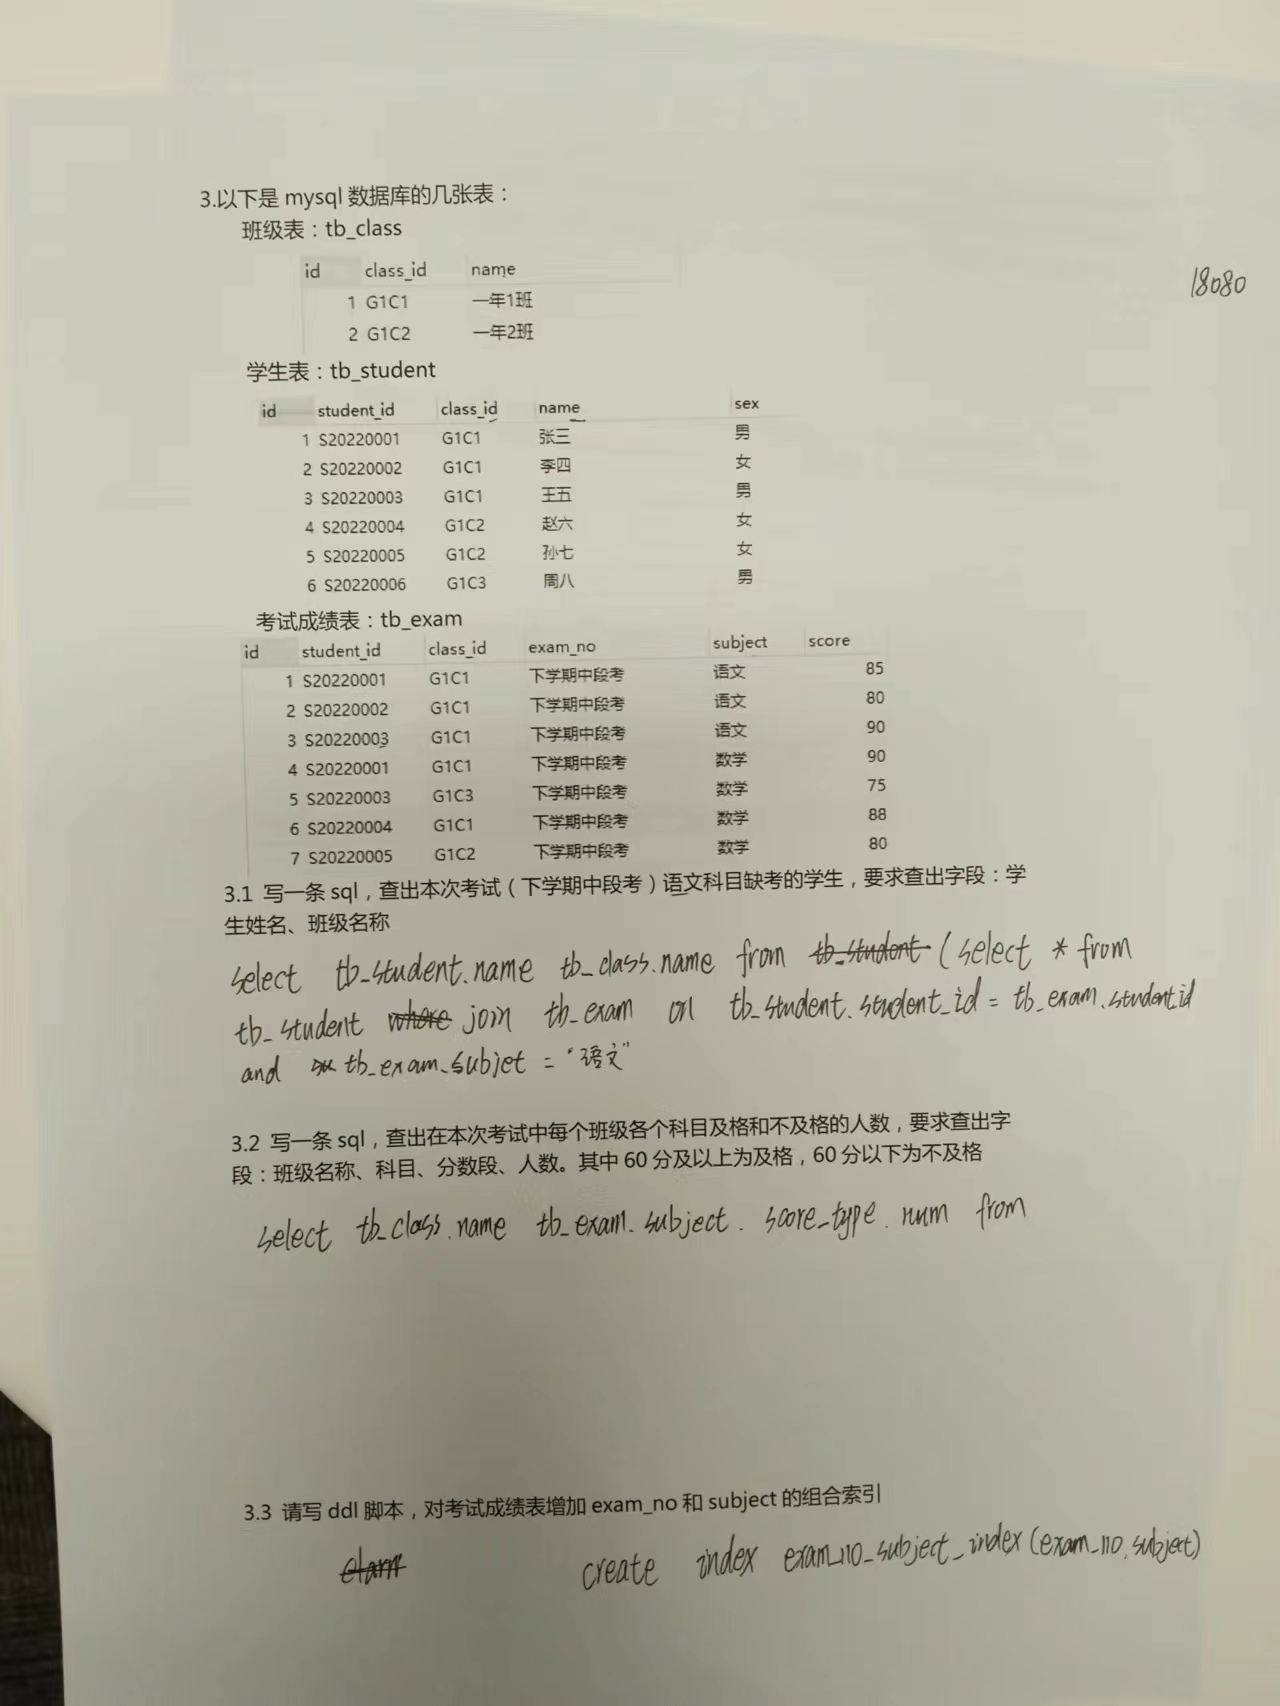 3.以下是 mysql 数据库的几张表：
班级表：tb_class
18080
id class_id name
1 G1C1 一年1班
2 G1C2 一年2班
学生表：tb_student
id student_id class_id name sex
1 S20220001 G1C1 张三 男
2 S20220002 G1C1 李四 女
3 S20220003 G1C1 王五 男
4 S20220004 G1C2 赵六 女
5 S20220005 G1C2 孙七 女
6 S20220006 G1C3 周八 男
考试成绩表：tb_exam
id student_id class_id exam_no subject score
1 S20220001 G1C1 下学期中段考 语文 85
2 S20220002 G1C1 下学期中段考 语文 80
3 S20220003 G1C1 下学期中段考 语文 90
4 S20220001 G1C1 下学期中段考 数学 90
5 S20220003 G1C3 下学期中段考 数学 75
6 S20220004 G1C1 下学期中段考 数学 88
7 S20220005 G1C2 下学期中段考 数学 80
3.1 写一条 sql，查出本次考试（下学期中段考）语文科目缺考的学生，要求查出字段：学
生姓名、班级名称
select tb_student.name tb_class.name from tb_student (select * from
tb_student where join tb_exam on tb_student.student_id = tb_exam.student_id
and tb_exam.subjet = "语文"
3.2 写一条 sql，查出在本次考试中每个班级各个科目及格和不及格的人数，要求查出字
段：班级名称、科目、分数段、人数。其中 60 分及以上为及格，60 分以下为不及格
select tb_class.name tb_exam.subject. score_type.num from
3.3 请写 ddl 脚本，对考试成绩表增加 exam_no 和 subject 的组合索引
create index exam_no_subject_index(exam_no,subject)